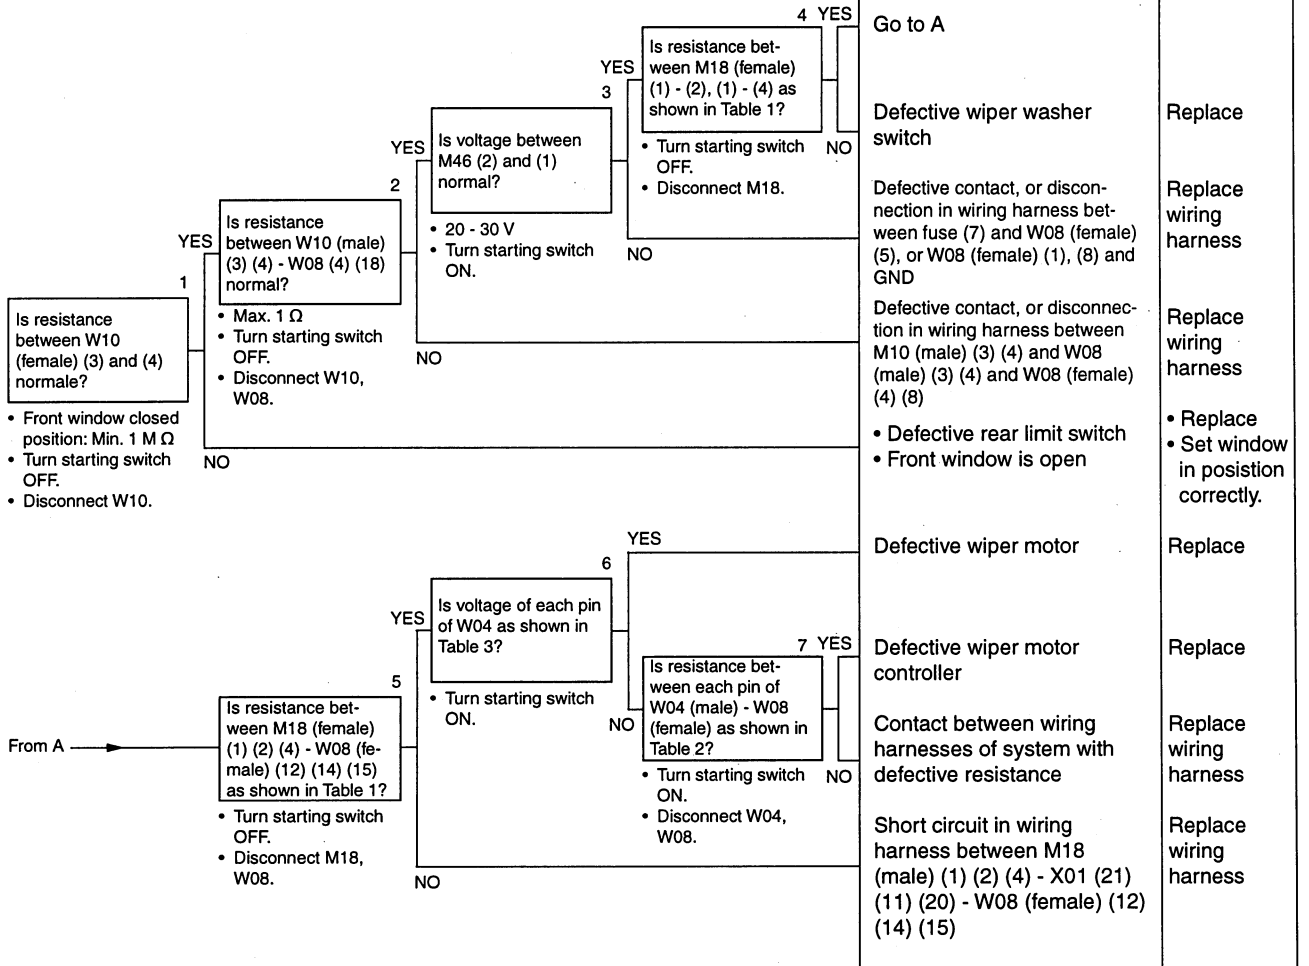 4 YES
Is resistance bet-
ween M18 (female)
(1) - (2), (1) - (4) as
shown in Table 1?
• Turn starting switch
OFF.
• Disconnect M18.
NO
YES
3
Is voltage between
M46 (2) and (1)
normal?
• 20 - 30 V
• Turn starting switch
ON.
NO
YES
2
Is resistance
between W10 (male)
(3) (4) - W08 (4) (18)
normal?
• Max. 1 Ω
• Turn starting switch
OFF.
• Disconnect W10,
W08.
NO
YES
1
Is resistance
between W10
(female) (3) and (4)
normale?
• Front window closed
position: Min. 1 M Ω
• Turn starting switch
OFF.
• Disconnect W10.
NO
Go to A
Defective wiper washer
switch
Replace
Defective contact, or discon-
nection in wiring harness bet-
ween fuse (7) and W08 (female)
(5), or W08 (female) (1), (8) and
GND
Replace
wiring
harness
Defective contact, or disconnec-
tion in wiring harness between
M10 (male) (3) (4) and W08
(male) (3) (4) and W08 (female)
(4) (8)
Replace
wiring
harness
• Defective rear limit switch
• Front window is open
• Replace
• Set window
in posistion
correctly.
From A
5
Is resistance bet-
ween M18 (female)
(1) (2) (4) - W08 (fe-
male) (12) (14) (15)
as shown in Table 1?
• Turn starting switch
OFF.
• Disconnect M18,
W08.
YES
NO
6
Is voltage of each pin
of W04 as shown in
Table 3?
• Turn starting switch
ON.
YES
NO
7 YES
Is resistance bet-
ween each pin of
W04 (male) - W08
(female) as shown in
Table 2?
• Turn starting switch
ON.
• Disconnect W04,
W08.
NO
Defective wiper motor
Replace
Defective wiper motor
controller
Replace
Contact between wiring
harnesses of system with
defective resistance
Replace
wiring
harness
Short circuit in wiring
harness between M18
(male) (1) (2) (4) - X01 (21)
(11) (20) - W08 (female) (12)
(14) (15)
Replace
wiring
harness